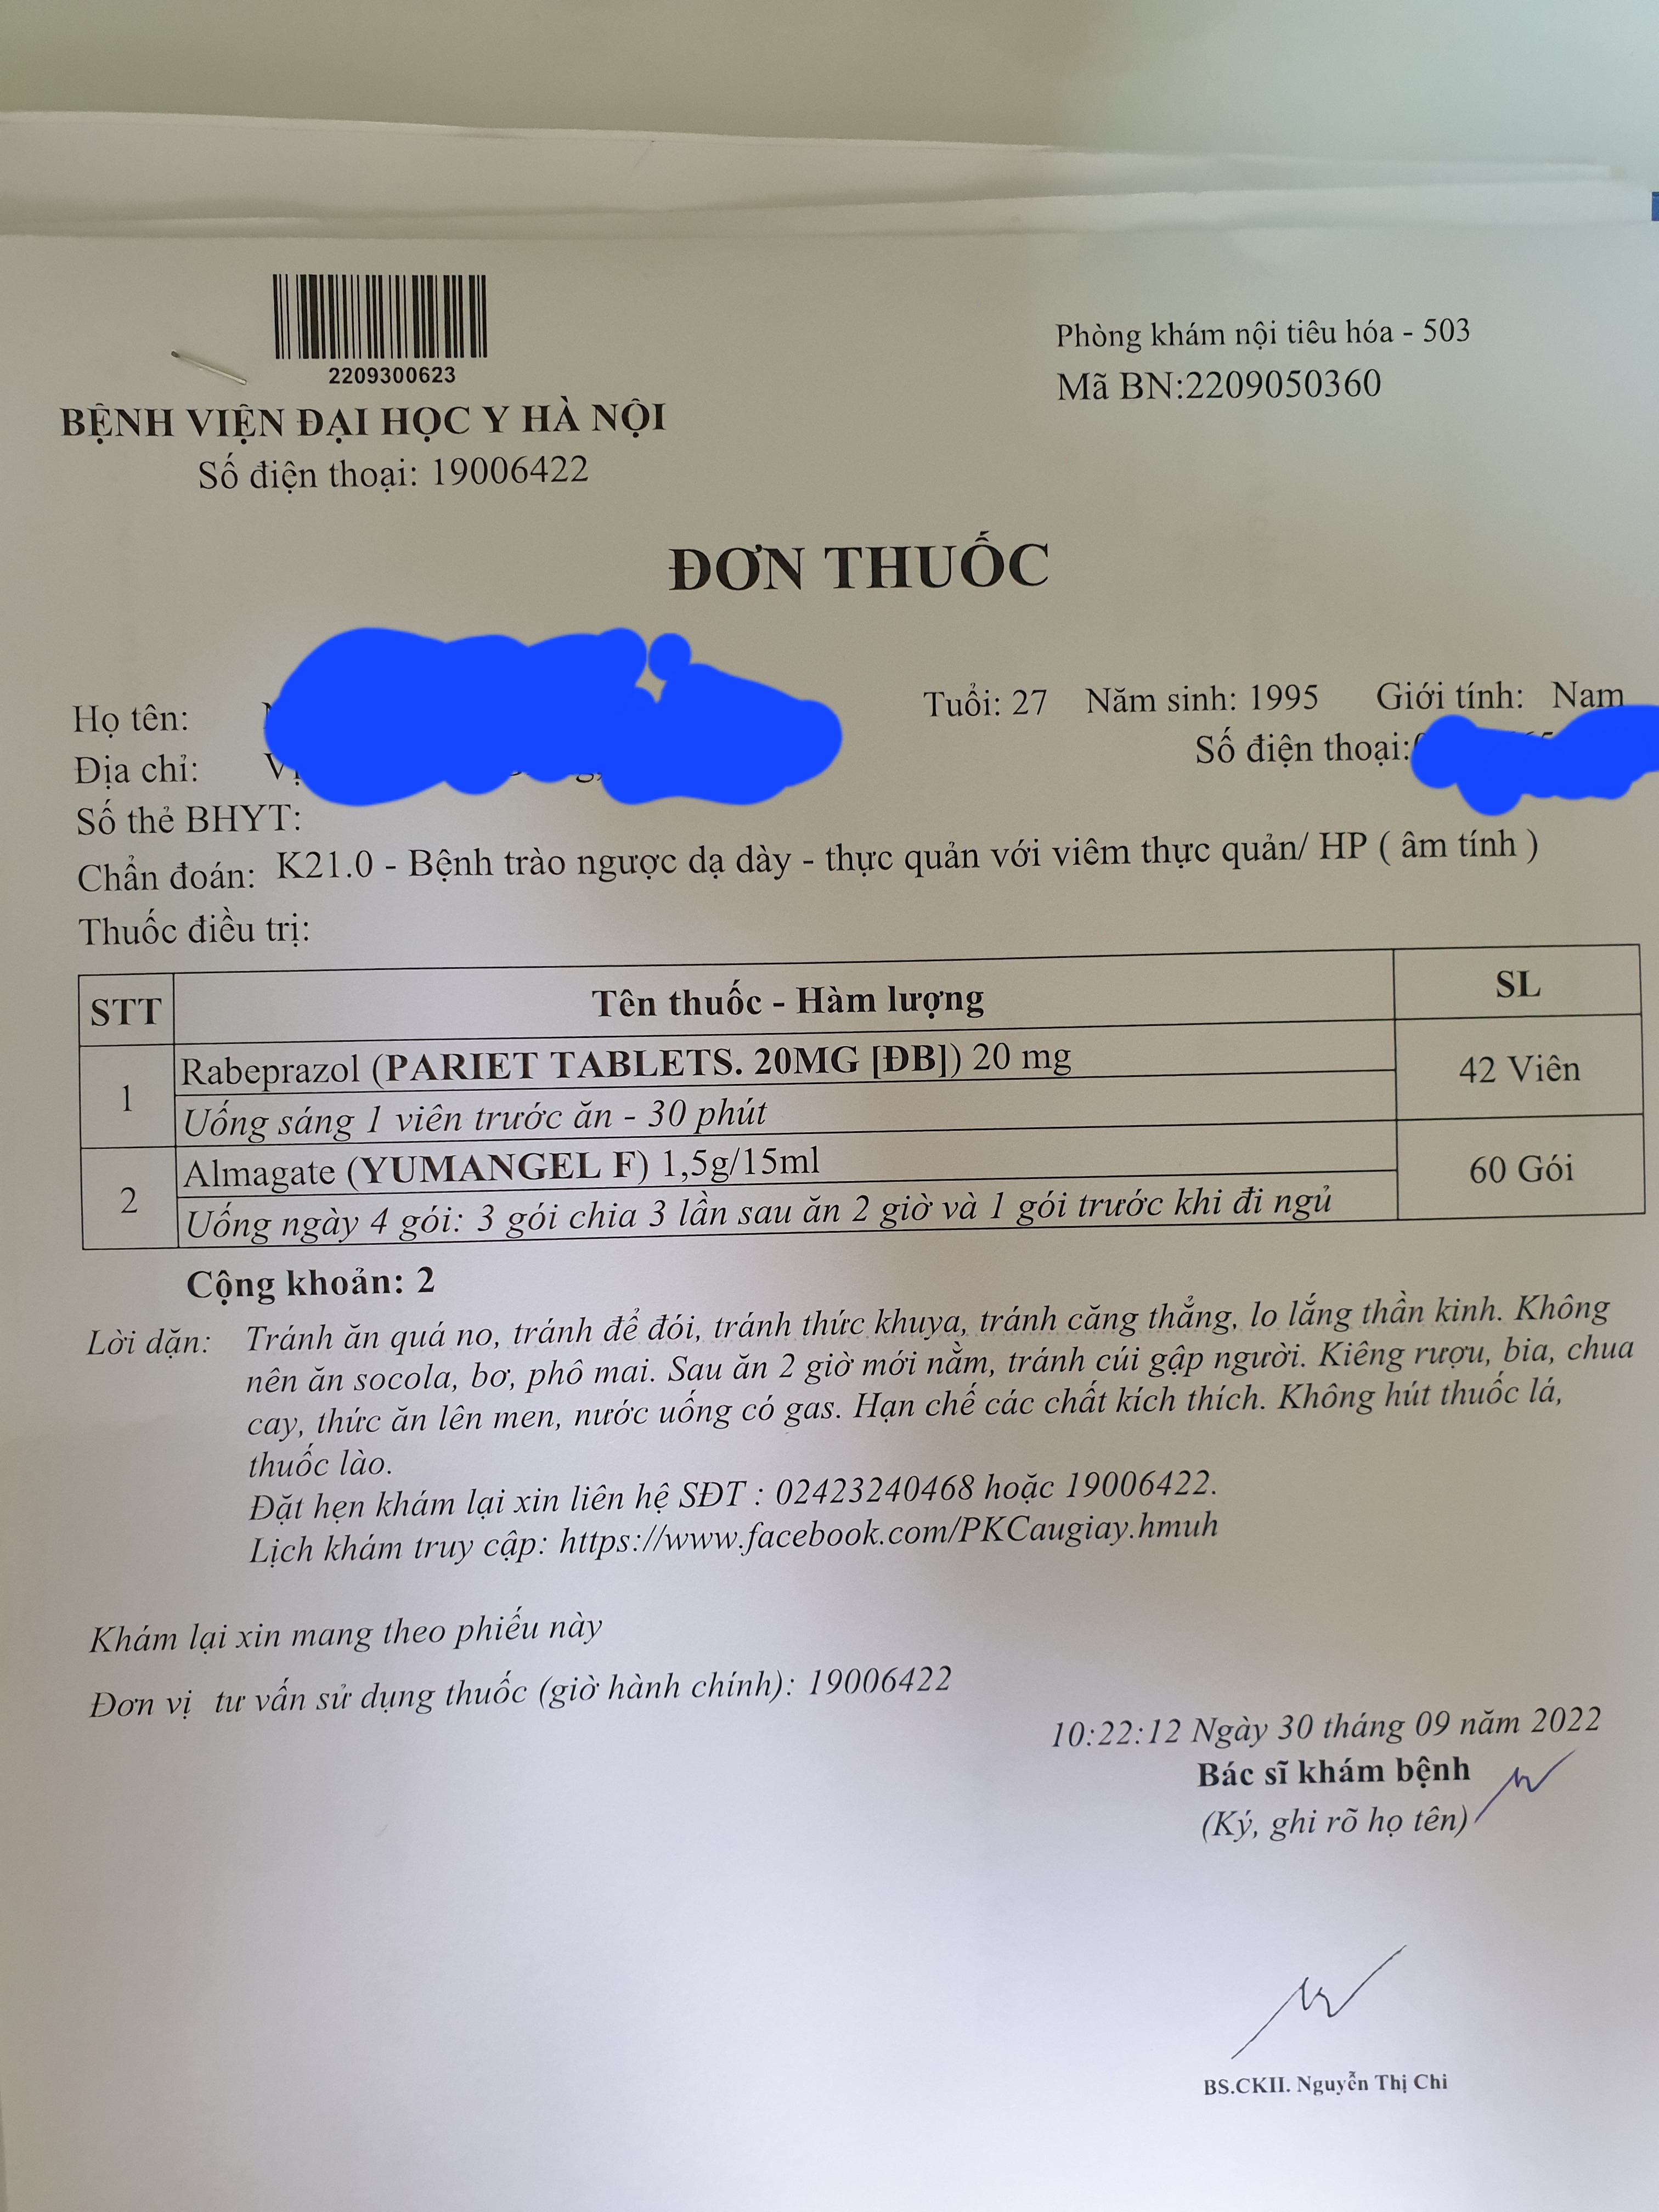 2209300623
Phòng khám nội tiêu hóa - 503
Mã BN:2209050360
BỆNH VIỆN ĐẠI HỌC Y HÀ NỘI
Số điện thoại: 19006422
ĐƠN THUỐC
Họ tên:
Tuổi: 27 Năm sinh: 1995 Giới tính: Nam
Địa chỉ:
Số điện thoại:
Số thẻ BHYT:
Chẩn đoán: K21.0 - Bệnh trào ngược dạ dày - thực quản với viêm thực quản/ HP ( âm tính )
Thuốc điều trị:
STT Tên thuốc - Hàm lượng SL
1 Rabeprazol (PARIET TABLETS. 20MG [ĐB]) 20 mg 42 Viên
Uống sáng 1 viên trước ăn - 30 phút
2 Almagate (YUMANGEL F) 1,5g/15ml 60 Gói
Uống ngày 4 gói: 3 gói chia 3 lần sau ăn 2 giờ và 1 gói trước khi đi ngủ
Cộng khoản: 2
Lời dặn: Tránh ăn quá no, tránh để đói, tránh thức khuya, tránh căng thẳng, lo lắng thần kinh. Không
nên ăn socola, bơ, phô mai. Sau ăn 2 giờ mới nằm, tránh cúi gập người. Kiêng rượu, bia, chua
cay, thức ăn lên men, nước uống có gas. Hạn chế các chất kích thích. Không hút thuốc lá,
thuốc lào.
Đặt hẹn khám lại xin liên hệ SĐT : 02423240468 hoặc 19006422.
Lịch khám truy cập: https://www.facebook.com/PKCaugiay.hmuh
Khám lại xin mang theo phiếu này
Đơn vị tư vấn sử dụng thuốc (giờ hành chính): 19006422
10:22:12 Ngày 30 tháng 09 năm 2022
Bác sĩ khám bệnh
(Ký, ghi rõ họ tên)
BS.CKII. Nguyễn Thị Chi